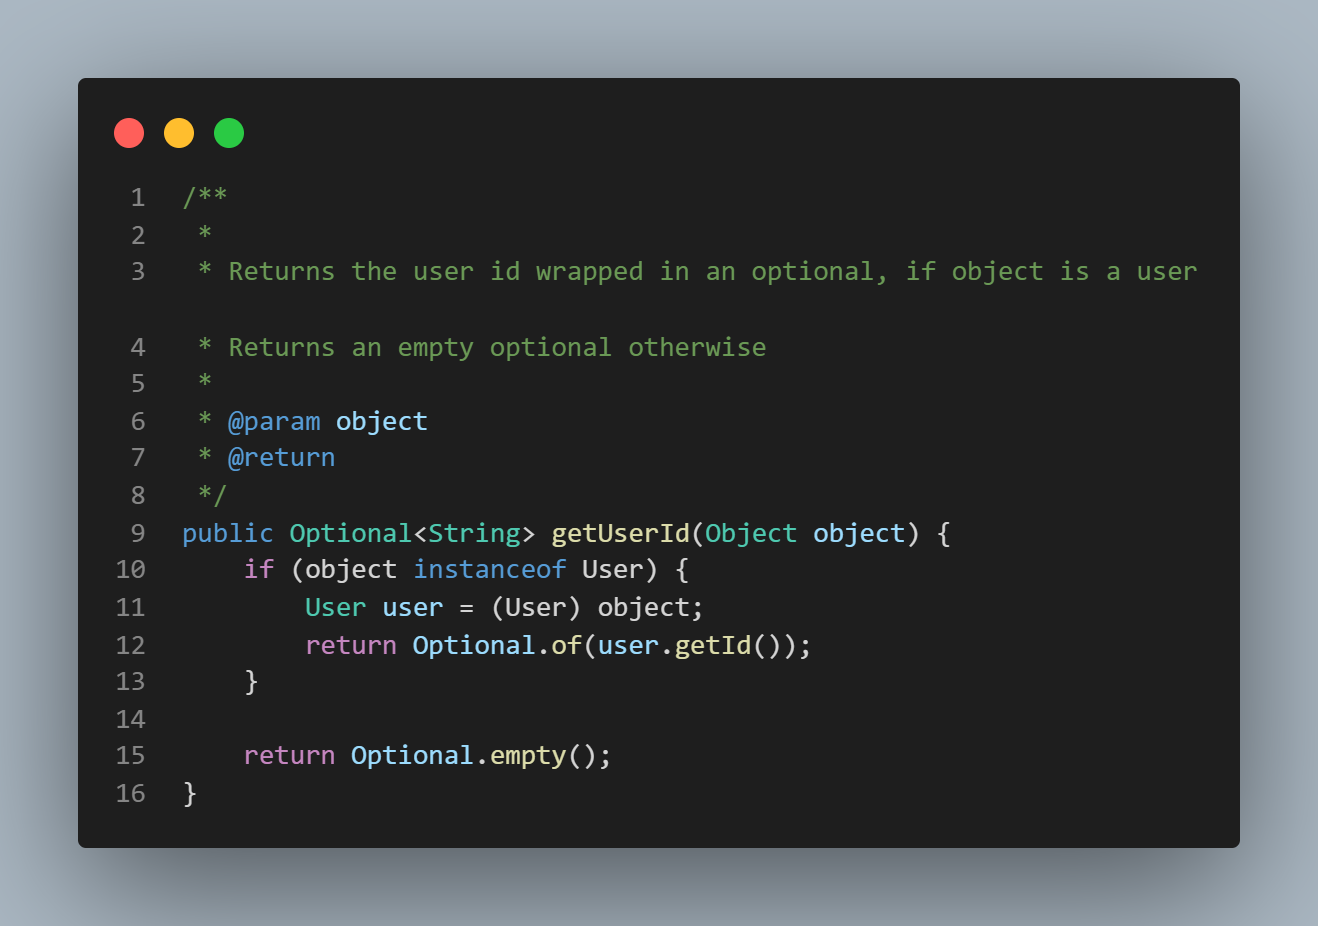 1 /**
2  *
3  * Returns the user id wrapped in an optional, if object is a user
4  * Returns an empty optional otherwise
5  *
6  * @param object
7  * @return
8  */
9 public Optional<String> getUserId(Object object) {
10     if (object instanceof User) {
11         User user = (User) object;
12         return Optional.of(user.getId());
13     }
14
15     return Optional.empty();
16 }